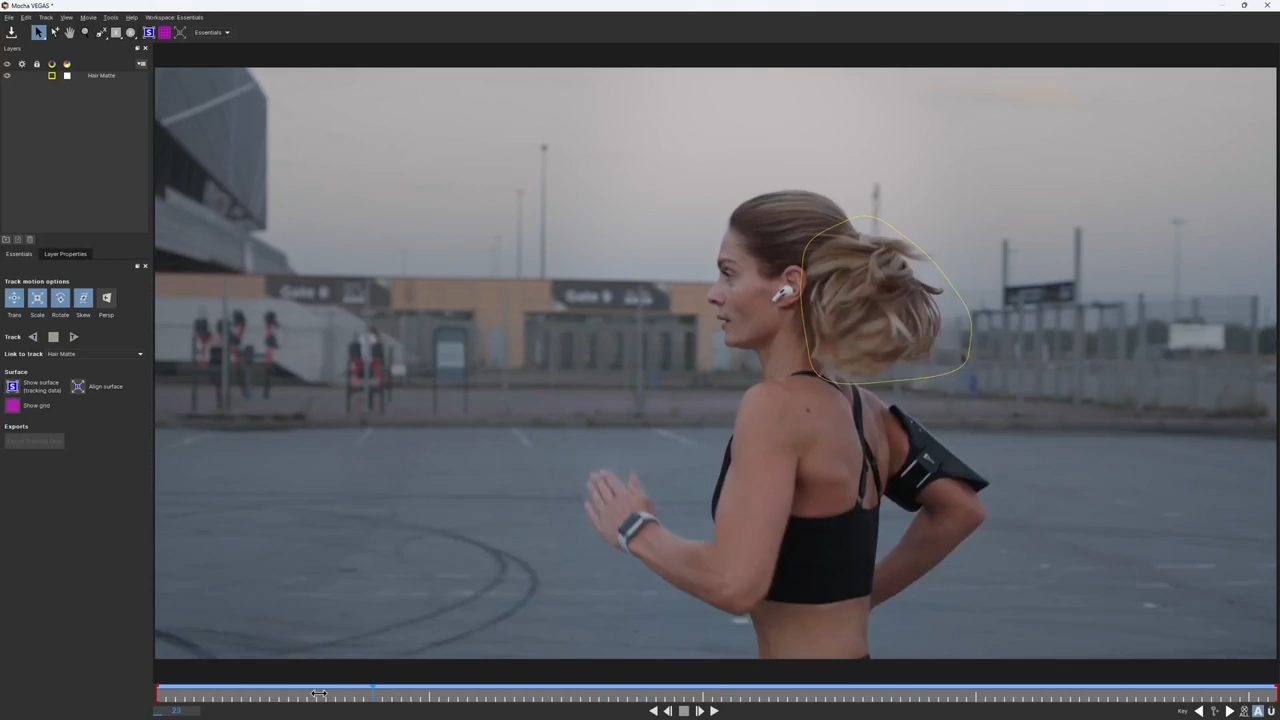 Mocha VEGAS *
File Edit Track View Movie Tools Help Workspace: Essentials
S Essentials
Layers
Hair Matte
Essentials Layer Properties
Track motion options
Trans Scale Rotate Skew Persp
Track
Link to track Hair Matte
Surface
S Show surface (tracking data) Align surface
Show grid
Exports
Gate 6 Gate 8
23 Key A U